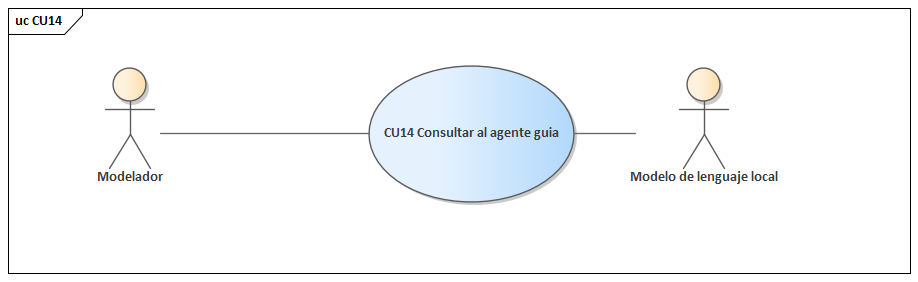 uc CU14
CU14 Consultar al agente guia
Modelador
Modelo de lenguaje local